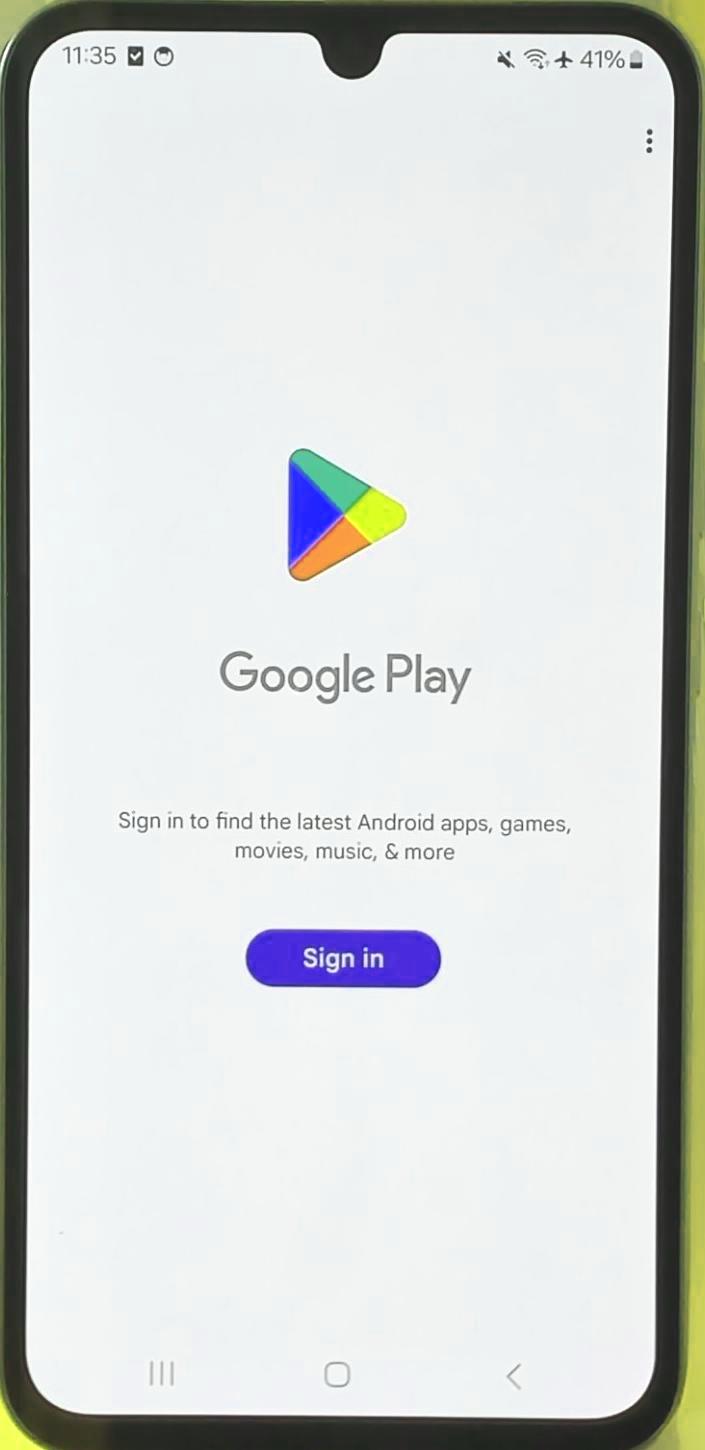 11:35
41%
Google Play
Sign in to find the latest Android apps, games,
movies, music, & more
Sign in